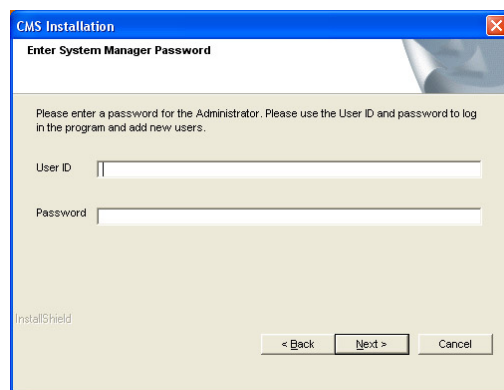 CMS Installation
Enter System Manager Password
Please enter a password for the Administrator. Please use the User ID and password to log
in the program and add new users.
User ID
Password
InstallShield
< Back
Next >
Cancel